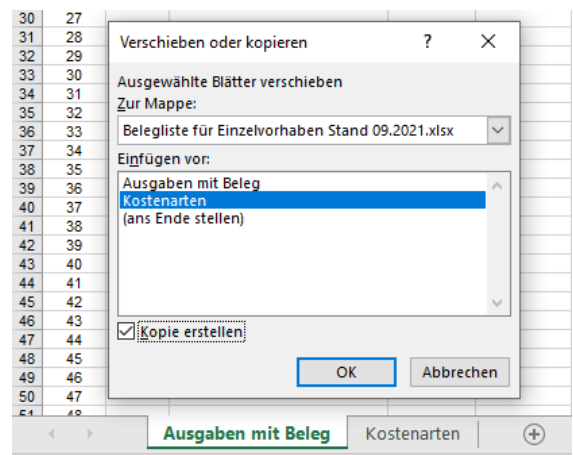 30 27
31 28
32 29
33 30
34 31
35 32
36 33
37 34
38 35
39 36
40 37
41 38
42 39
43 40
44 41
45 42
46 43
47 44
48 45
49 46
50 47
51 48
Verschieben oder kopieren ?
Ausgewählte Blätter verschieben
Zur Mappe:
Belegliste für Einzelvorhaben Stand 09.2021.xlsx
Einfügen vor:
Ausgaben mit Beleg
Kostenarten
(ans Ende stellen)
Kopie erstellen
OK Abbrechen
Ausgaben mit Beleg Kostenarten